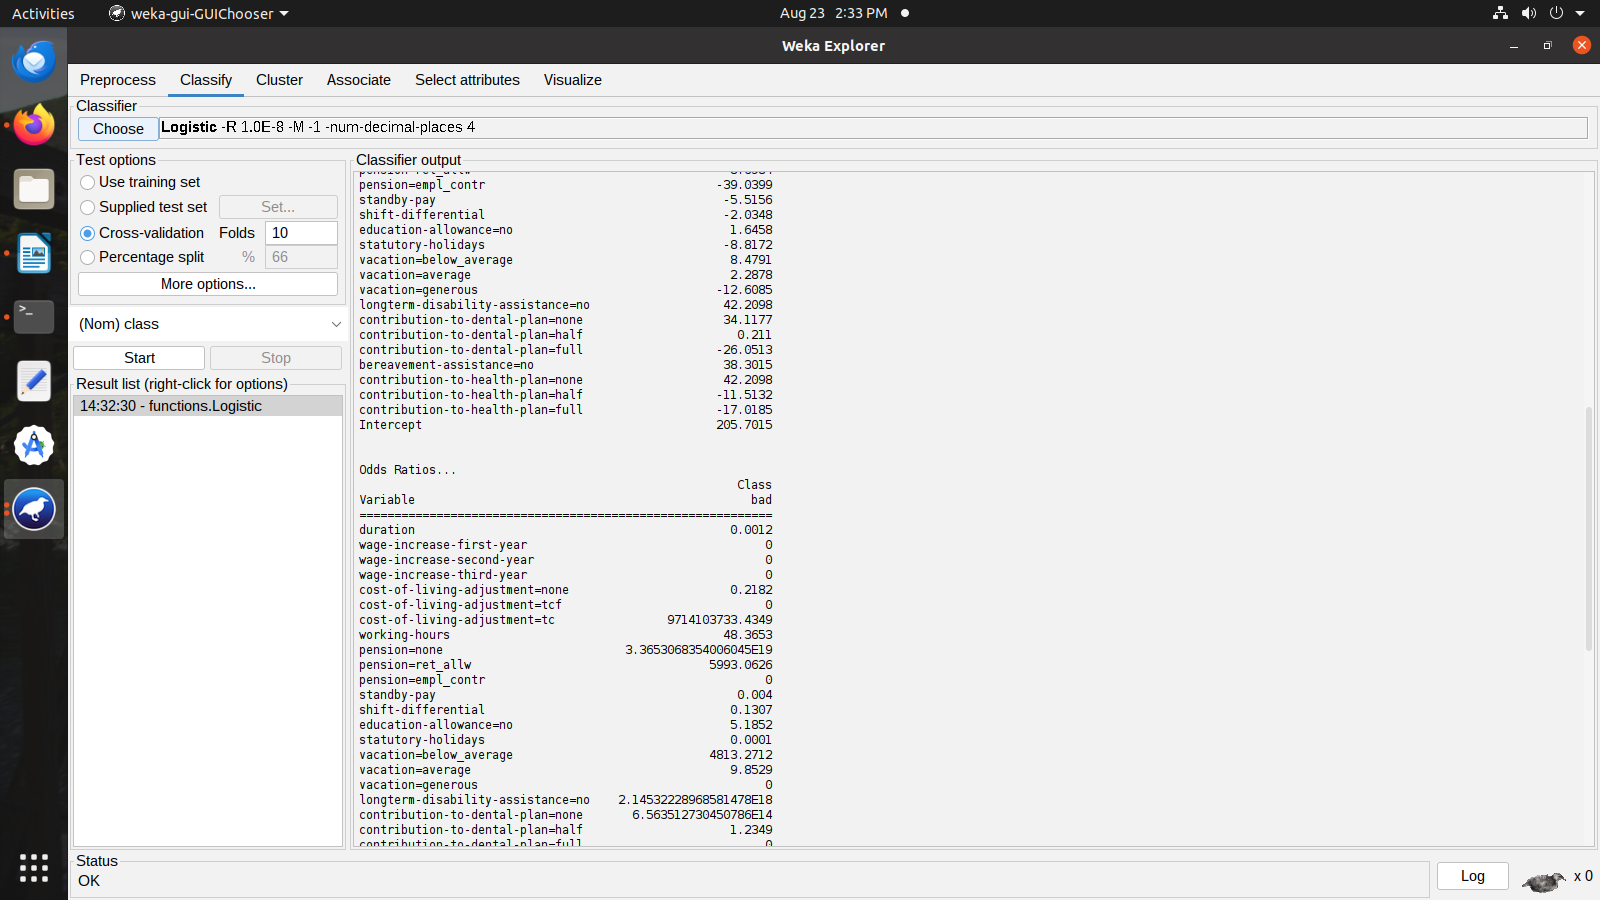 Activities
weka-gui-GUIChooser
Aug 23 2:33 PM
Weka Explorer
Preprocess Classify Cluster Associate Select attributes Visualize
Classifier
Choose Logistic -R 1.0E-8 -M -1 -num-decimal-places 4
Test options
Use training set
Supplied test set Set...
Cross-validation Folds 10
Percentage split % 66
More options...
(Nom) class
Start Stop
Result list (right-click for options)
14:32:30 - functions.Logistic
Classifier output
pension=ret_allw
pension=empl_contr -39.0399
standby-pay -5.5156
shift-differential -2.0348
education-allowance=no 1.6458
statutory-holidays -8.8172
vacation=below_average 8.4791
vacation=average 2.2878
vacation=generous -12.6085
longterm-disability-assistance=no 42.2098
contribution-to-dental-plan=none 34.1177
contribution-to-dental-plan=half 0.211
contribution-to-dental-plan=full -26.0513
bereavement-assistance=no 38.3015
contribution-to-health-plan=none 42.2098
contribution-to-health-plan=half -11.5132
contribution-to-health-plan=full -17.0185
Intercept 205.7015
Odds Ratios...
Class
Variable bad
===========================================================
duration 0.0012
wage-increase-first-year 0
wage-increase-second-year 0
wage-increase-third-year 0
cost-of-living-adjustment=none 0.2182
cost-of-living-adjustment=tcf 0
cost-of-living-adjustment=tc 9714103733.4349
working-hours 48.3653
pension=none 3.3653068354006045E19
pension=ret_allw 5993.0626
pension=empl_contr 0
standby-pay 0.004
shift-differential 0.1307
education-allowance=no 5.1852
statutory-holidays 0.0001
vacation=below_average 4813.2712
vacation=average 9.8529
vacation=generous 0
longterm-disability-assistance=no 2.14532228968581478E18
contribution-to-dental-plan=none 6.563512730450786E14
contribution-to-dental-plan=half 1.2349
contribution-to-dental-plan=full 0
Status
OK
Log
x 0